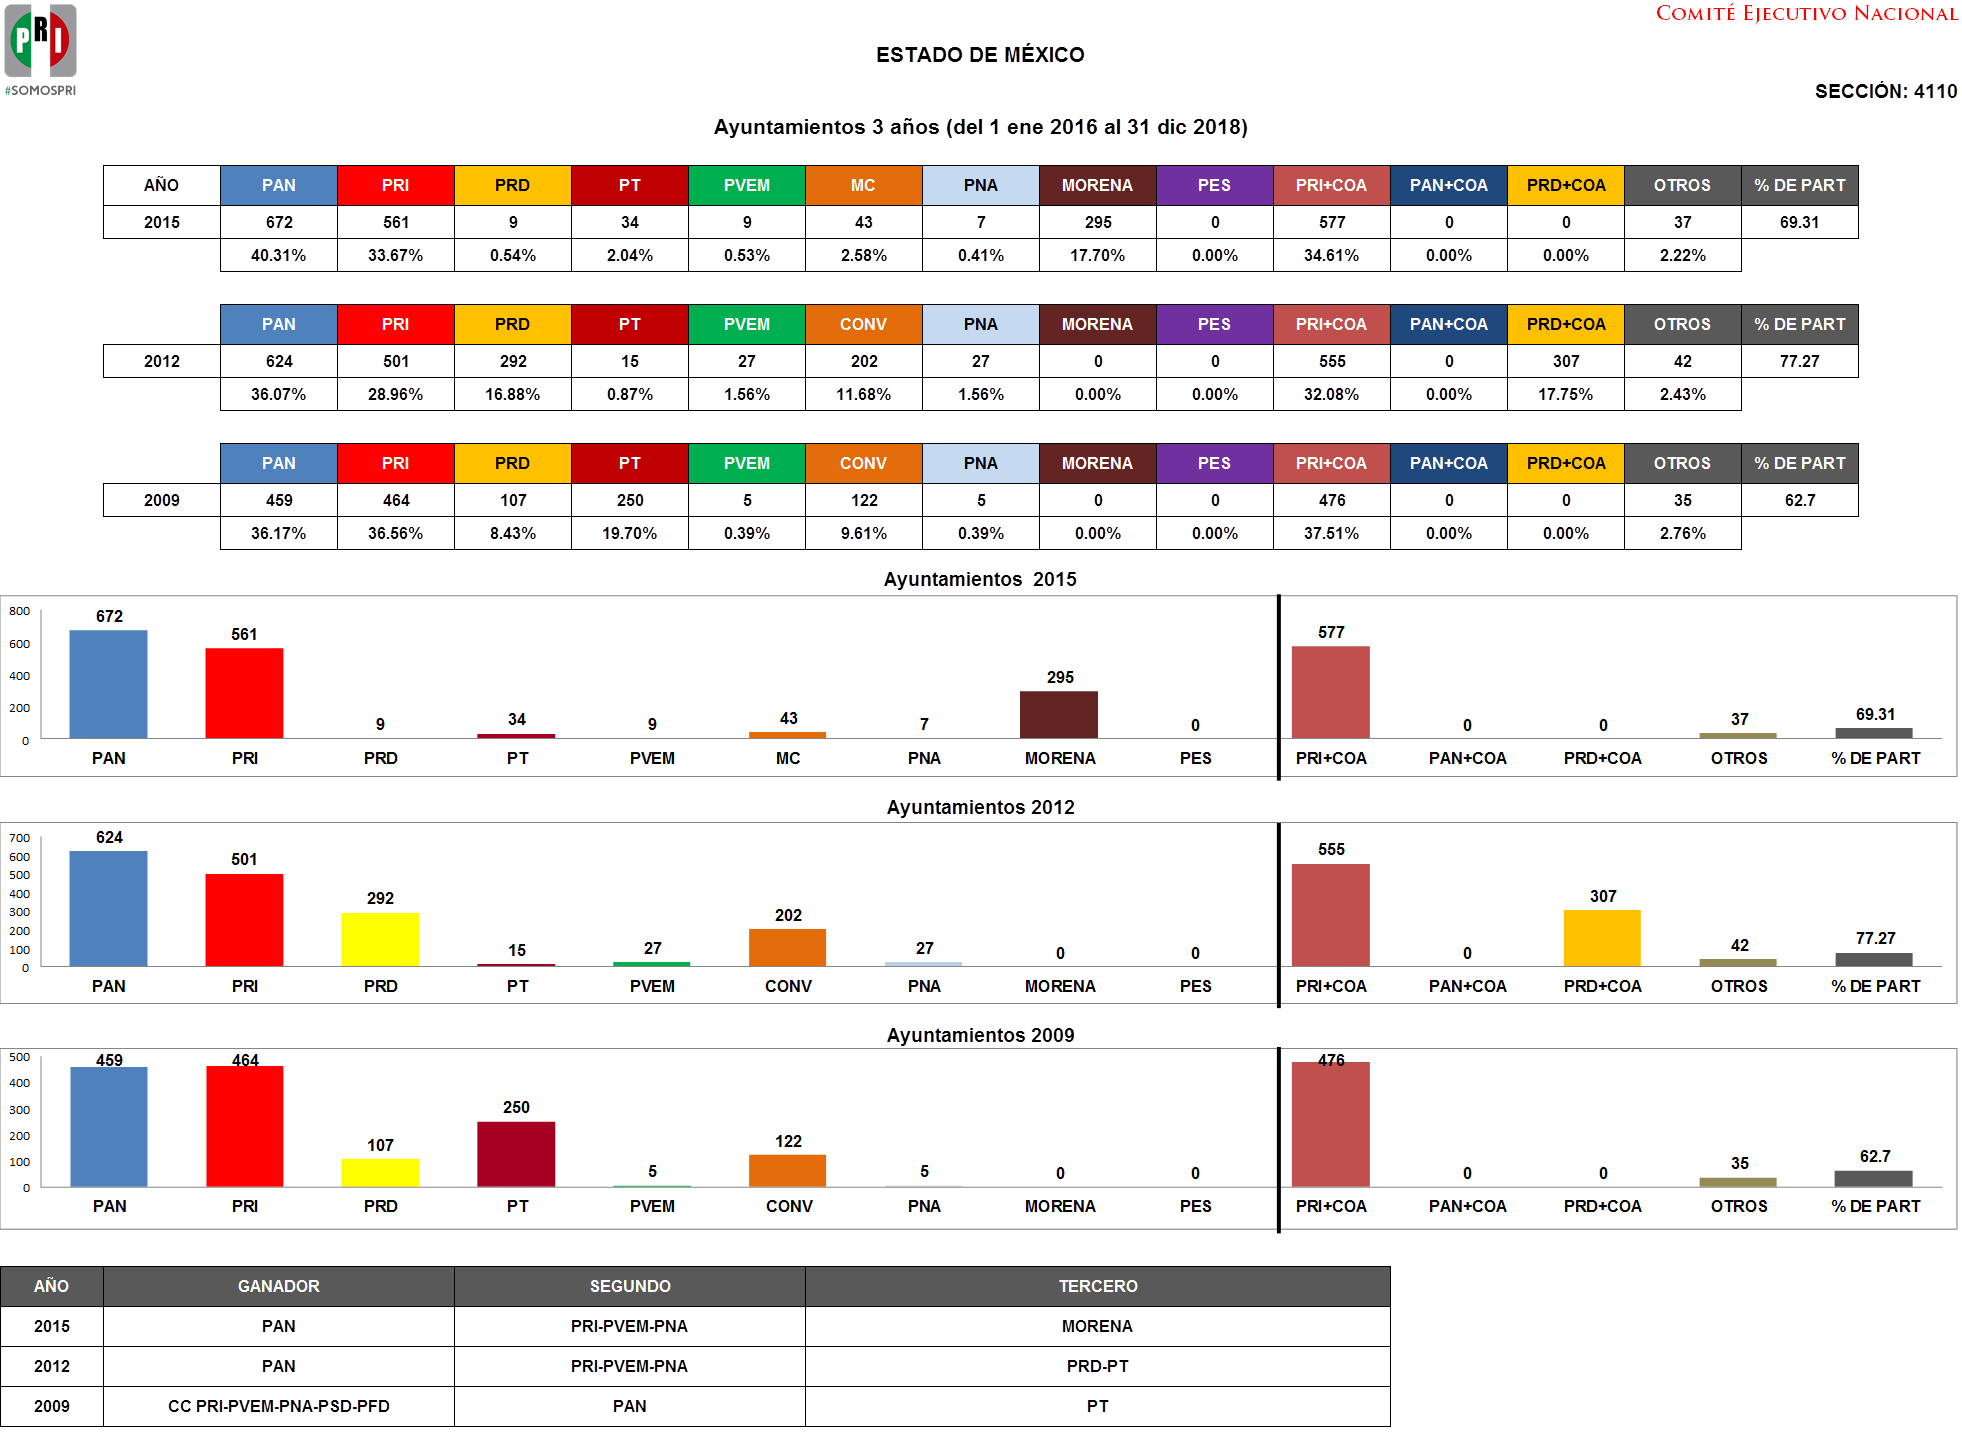 PRI
#SOMOSPRI
COMITÉ EJECUTIVO NACIONAL
ESTADO DE MÉXICO
SECCIÓN: 4110
Ayuntamientos 3 años (del 1 ene 2016 al 31 dic 2018)
AÑO PAN PRI PRD PT PVEM MC PNA MORENA PES PRI+COA PAN+COA PRD+COA OTROS % DE PART
2015 672 561 9 34 9 43 7 295 0 577 0 0 37 69.31
40.31% 33.67% 0.54% 2.04% 0.53% 2.58% 0.41% 17.70% 0.00% 34.61% 0.00% 0.00% 2.22%
PAN PRI PRD PT PVEM CONV PNA MORENA PES PRI+COA PAN+COA PRD+COA OTROS % DE PART
2012 624 501 292 15 27 202 27 0 0 555 0 307 42 77.27
36.07% 28.96% 16.88% 0.87% 1.56% 11.68% 1.56% 0.00% 0.00% 32.08% 0.00% 17.75% 2.43%
PAN PRI PRD PT PVEM CONV PNA MORENA PES PRI+COA PAN+COA PRD+COA OTROS % DE PART
2009 459 464 107 250 5 122 5 0 0 476 0 0 35 62.7
36.17% 36.56% 8.43% 19.70% 0.39% 9.61% 0.39% 0.00% 0.00% 37.51% 0.00% 0.00% 2.76%
Ayuntamientos 2015
800
600
400
200
0
672 561 9 34 9 43 7 295 0 577 0 0 37 69.31
PAN PRI PRD PT PVEM MC PNA MORENA PES PRI+COA PAN+COA PRD+COA OTROS % DE PART
Ayuntamientos 2012
700
600
500
400
300
200
100
0
624 501 292 15 27 202 27 0 0 555 0 307 42 77.27
PAN PRI PRD PT PVEM CONV PNA MORENA PES PRI+COA PAN+COA PRD+COA OTROS % DE PART
Ayuntamientos 2009
500
400
300
200
100
0
459 464 107 250 5 122 5 0 0 476 0 0 35 62.7
PAN PRI PRD PT PVEM CONV PNA MORENA PES PRI+COA PAN+COA PRD+COA OTROS % DE PART
AÑO GANADOR SEGUNDO TERCERO
2015 PAN PRI-PVEM-PNA MORENA
2012 PAN PRI-PVEM-PNA PRD-PT
2009 CC PRI-PVEM-PNA-PSD-PFD PAN PT